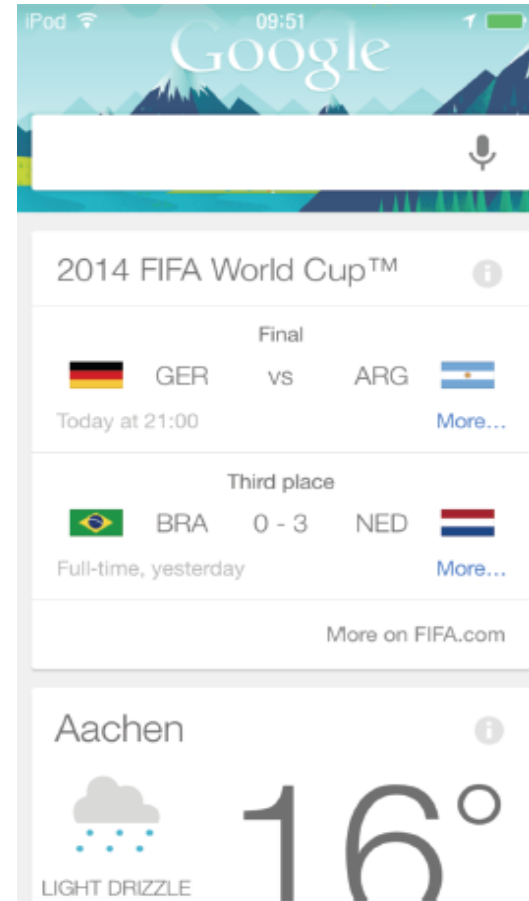 iPod 09:51
Google
2014 FIFA World Cup™
Final
GER vs ARG
Today at 21:00 More...
Third place
BRA 0 - 3 NED
Full-time, yesterday More...
More on FIFA.com
Aachen
16°
LIGHT DRIZZLE